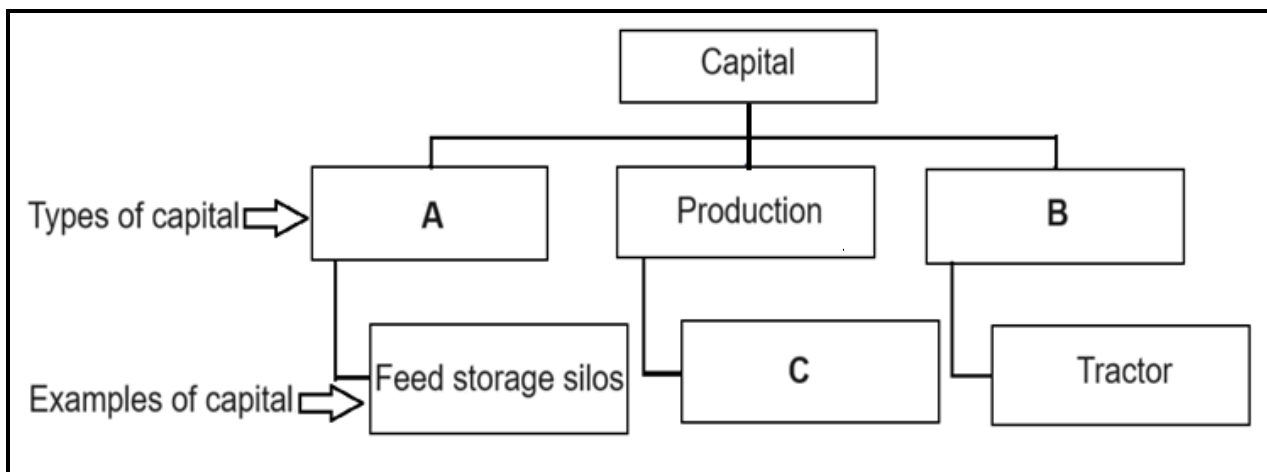 Capital
Types of capital
A
Production
B
Examples of capital
Feed storage silos
C
Tractor